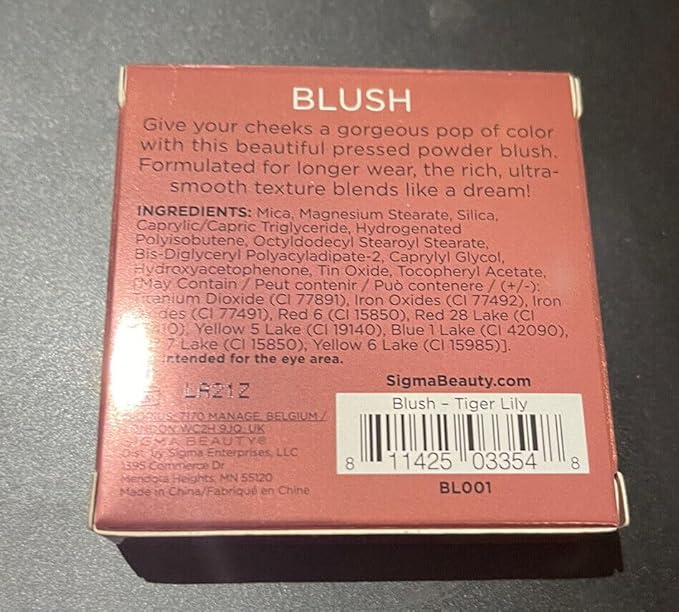 BLUSH
Give your cheeks a gorgeous pop of color
with this beautiful pressed powder blush.
Formulated for longer wear, the rich, ultra-
smooth texture blends like a dream!
INGREDIENTS: Mica, Magnesium Stearate, Silica,
Caprylic/Capric Triglyceride, Hydrogenated
Polyisobutene, Octyldodecyl Stearoyl Stearate,
Bis-Diglyceryl Polyacyladipate-2, Caprylyl Glycol,
Hydroxyacetophenone, Tin Oxide, Tocopheryl Acetate,
[May Contain / Peut contenir / Può contenere / (+/-):
Titanium Dioxide (CI 77891), Iron Oxides (CI 77492), Iron
(CI 77491), Red 6 (CI 15850), Red 28 Lake (CI
Yellow 5 Lake (CI 19140), Blue 1 Lake (CI 42090),
7 Lake (CI 15850), Yellow 6 Lake (CI 15985)].
intended for the eye area.
LA21Z
SigmaBeauty.com
7170 MANAGE, BELGIUM /
LONDON WC2H 9JQ, UK
SIGMA BEAUTY®
Dist. by Sigma Enterprises, LLC
1395 Commerce Dr
Mendota Heights, MN 55120
Made in China/Fabriqué en Chine
Blush – Tiger Lily
8 11425 03354 8
BL001